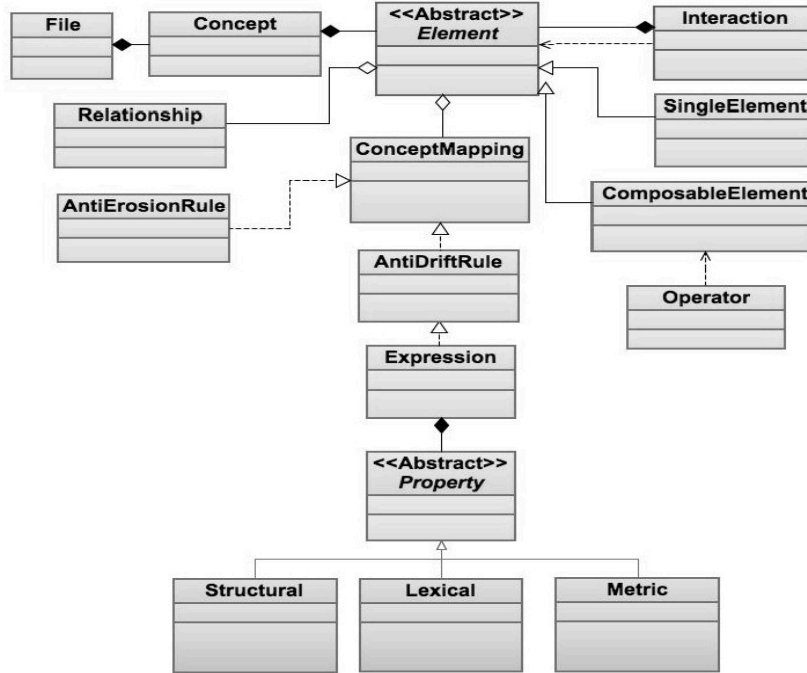 File
Concept
<<Abstract>>
Element
Interaction
Relationship
SingleElement
ConceptMapping
AntiErosionRule
ComposableElement
AntiDriftRule
Operator
Expression
<<Abstract>>
Property
Structural
Lexical
Metric